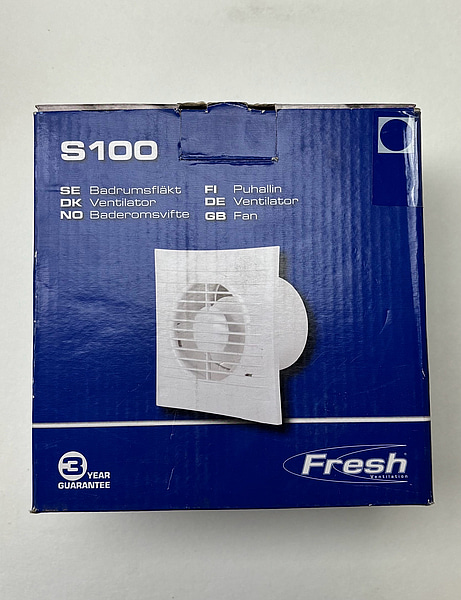 S100
SE Badrumsfläkt
DK Ventilator
NO Baderomsvifte
FI Puhallin
DE Ventilator
GB Fan
3 YEAR
GUARANTEE
Fresh
Ventilation